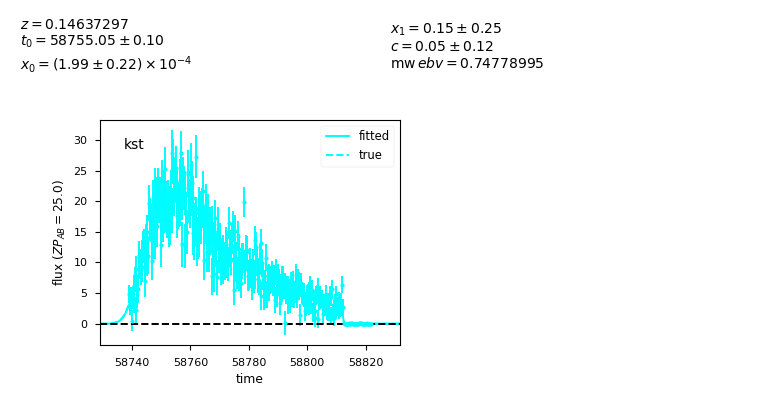 z = 0.14637297
t₀ = 58755.05 ± 0.10
x₀ = (1.99 ± 0.22) × 10⁻⁴
x₁ = 0.15 ± 0.25
c = 0.05 ± 0.12
mw ebv = 0.74778995
kst
fitted
true
30
25
20
15
10
5
0
flux (ZP_AB = 25.0)
58740 58760 58780 58800 58820
time